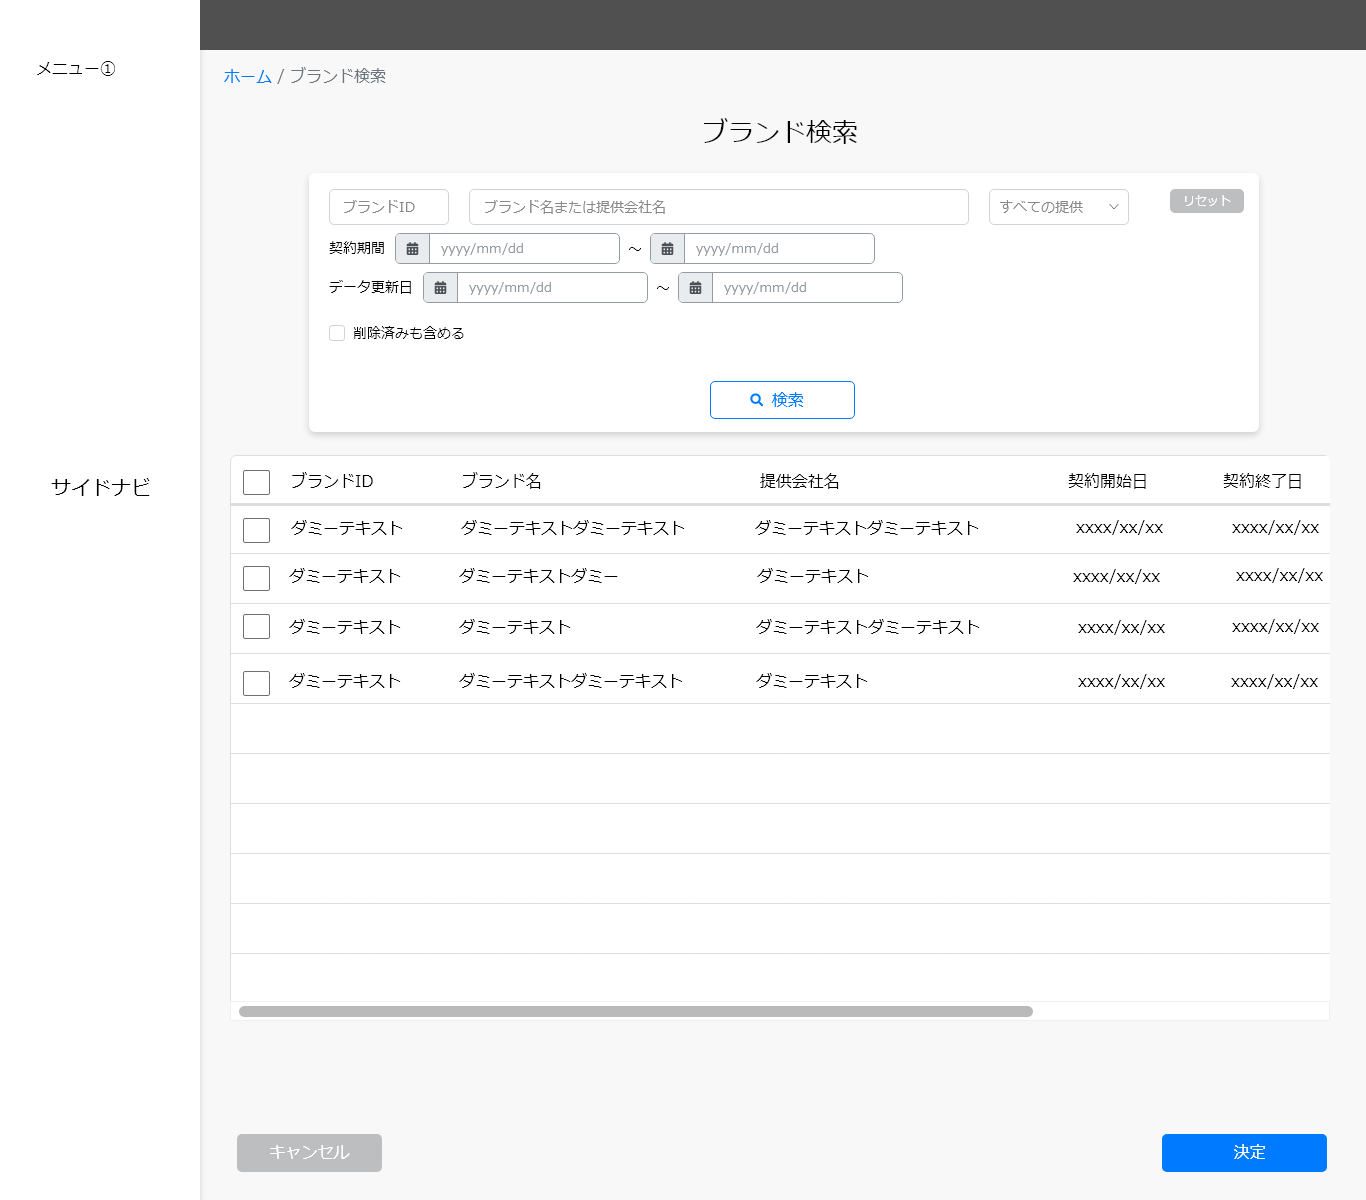 メニュー①
サイドナビ
ホーム / ブランド検索
ブランド検索
ブランドID ブランド名または提供会社名 すべての提供 リセット
契約期間 yyyy/mm/dd ～ yyyy/mm/dd
データ更新日 yyyy/mm/dd ～ yyyy/mm/dd
削除済みも含める
検索
ブランドID ブランド名 提供会社名 契約開始日 契約終了日
ダミーテキスト ダミーテキストダミーテキスト ダミーテキストダミーテキスト xxxx/xx/xx xxxx/xx/xx
ダミーテキスト ダミーテキストダミー ダミーテキスト xxxx/xx/xx xxxx/xx/xx
ダミーテキスト ダミーテキスト ダミーテキストダミーテキスト xxxx/xx/xx xxxx/xx/xx
ダミーテキスト ダミーテキストダミーテキスト ダミーテキスト xxxx/xx/xx xxxx/xx/xx
キャンセル 決定